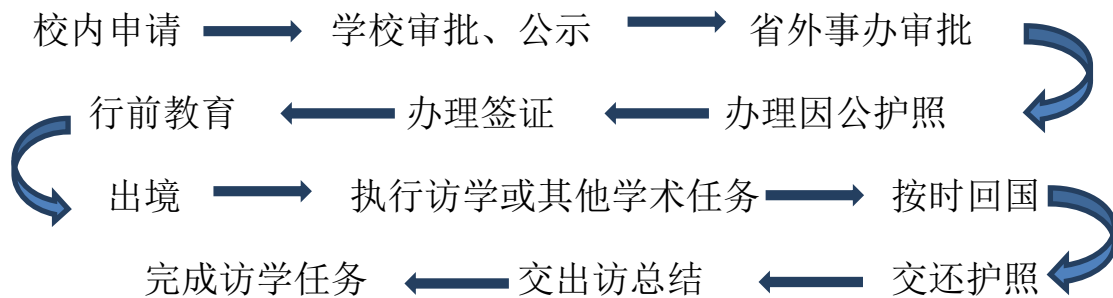 校内申请 学校审批、公示 省外事办审批
行前教育 办理签证 办理因公护照
出境 执行访学或其他学术任务 按时回国
完成访学任务 交出访总结 交还护照